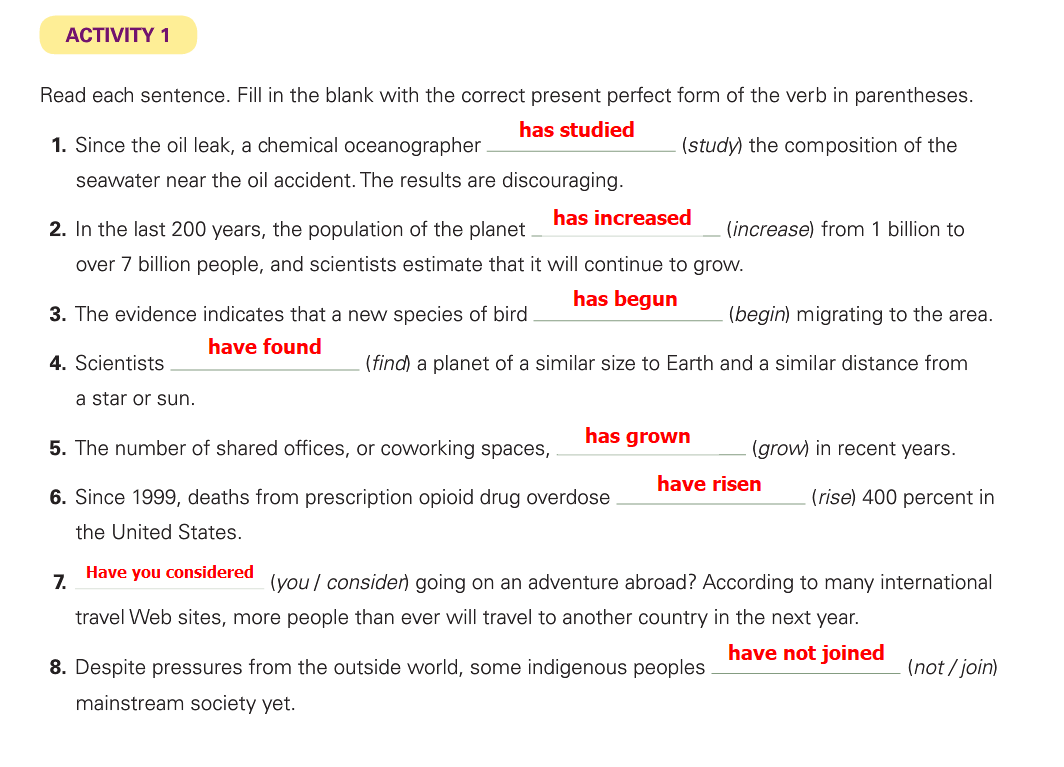 ACTIVITY 1
Read each sentence. Fill in the blank with the correct present perfect form of the verb in parentheses.
1. Since the oil leak, a chemical oceanographer has studied (study) the composition of the
seawater near the oil accident. The results are discouraging.
2. In the last 200 years, the population of the planet has increased (increase) from 1 billion to
over 7 billion people, and scientists estimate that it will continue to grow.
3. The evidence indicates that a new species of bird has begun (begin) migrating to the area.
4. Scientists have found (find) a planet of a similar size to Earth and a similar distance from
a star or sun.
5. The number of shared offices, or coworking spaces, has grown (grow) in recent years.
6. Since 1999, deaths from prescription opioid drug overdose have risen (rise) 400 percent in
the United States.
7. Have you considered (you / consider) going on an adventure abroad? According to many international
travel Web sites, more people than ever will travel to another country in the next year.
8. Despite pressures from the outside world, some indigenous peoples have not joined (not / join)
mainstream society yet.